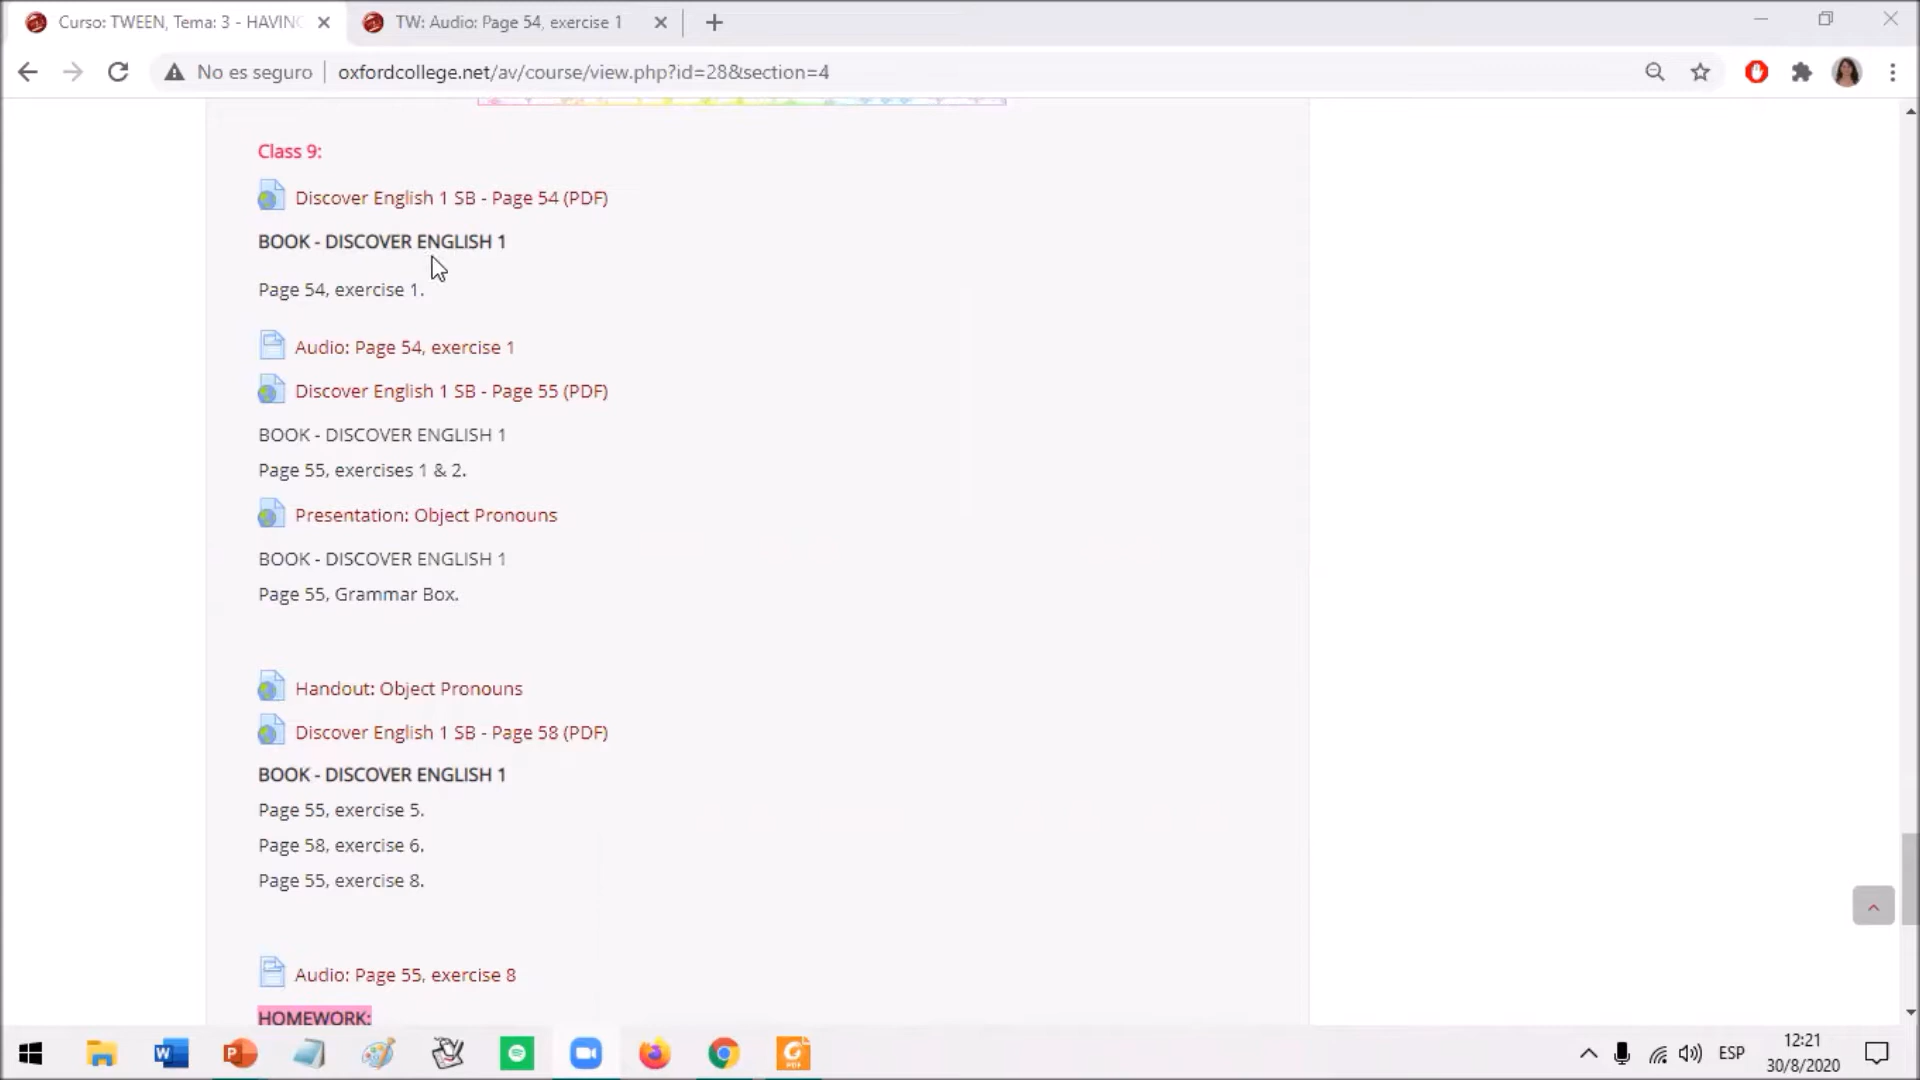 Curso: TWEEN, Tema: 3 - HAVING
TW: Audio: Page 54, exercise 1
No es seguro
oxfordcollege.net/av/course/view.php?id=28&section=4
Class 9:
Discover English 1 SB - Page 54 (PDF)
BOOK - DISCOVER ENGLISH 1
Page 54, exercise 1.
Audio: Page 54, exercise 1
Discover English 1 SB - Page 55 (PDF)
BOOK - DISCOVER ENGLISH 1
Page 55, exercises 1 & 2.
Presentation: Object Pronouns
BOOK - DISCOVER ENGLISH 1
Page 55, Grammar Box.
Handout: Object Pronouns
Discover English 1 SB - Page 58 (PDF)
BOOK - DISCOVER ENGLISH 1
Page 55, exercise 5.
Page 58, exercise 6.
Page 55, exercise 8.
Audio: Page 55, exercise 8
HOMEWORK:
ESP
12:21
30/8/2020